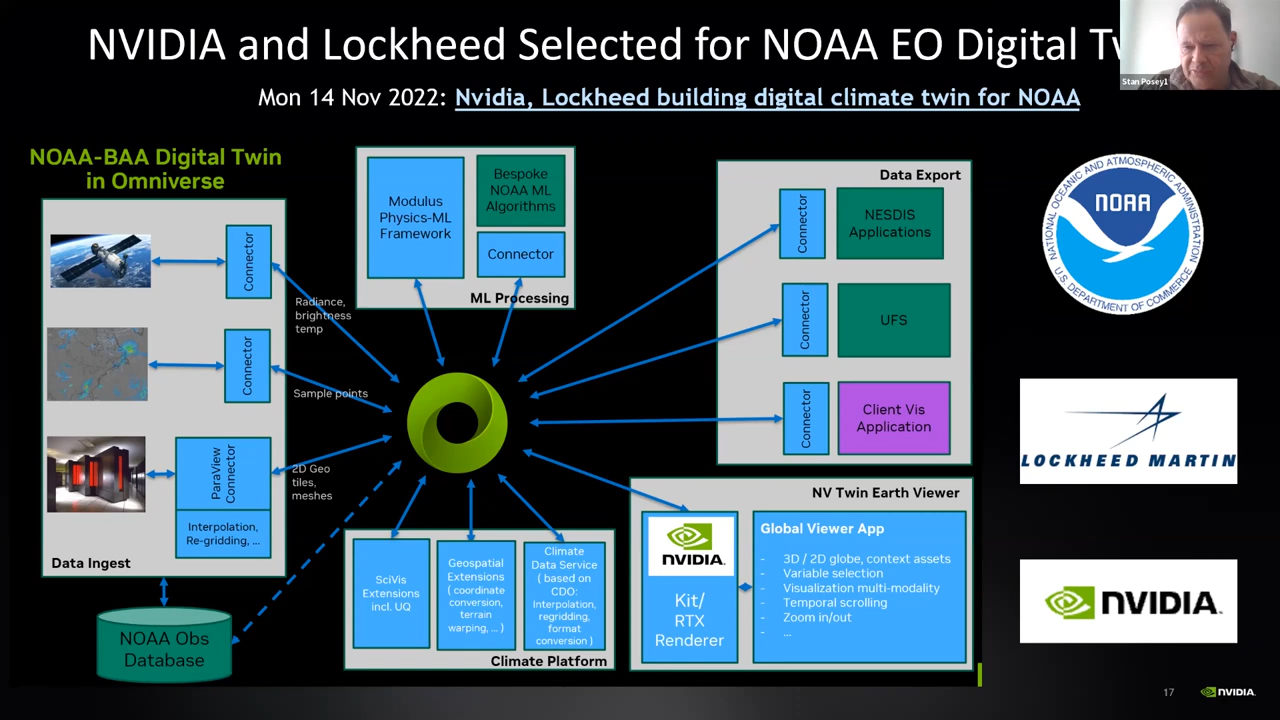 NVIDIA and Lockheed Selected for NOAA EO Digital Tw
Stan Posey1
Mon 14 Nov 2022: Nvidia, Lockheed building digital climate twin for NOAA
NOAA-BAA Digital Twin
in Omniverse
Connector
Radiance,
brightness
temp
Connector
Sample points
ParaView
Connector
2D Geo
tiles,
meshes
Interpolation,
Re-gridding, ...
Data Ingest
NOAA Obs
Database
Modulus
Physics-ML
Framework
Bespoke
NOAA ML
Algorithms
Connector
ML Processing
Data Export
Connector
NESDIS
Applications
Connector
UFS
Connector
Client Vis
Application
SciVis
Extensions
incl. UQ
Geospatial
Extensions
( coordinate
conversion,
terrain
warping, ... )
Climate
Data Service
( based on
CDO:
Interpolation,
regridding,
format
conversion )
Climate Platform
NV Twin Earth Viewer
NVIDIA.
Kit/
RTX
Renderer
Global Viewer App
- 3D / 2D globe, context assets
- Variable selection
- Visualization multi-modality
- Temporal scrolling
- Zoom in/out
- ...
NATIONAL OCEANIC AND ATMOSPHERIC ADMINISTRATION
NOAA
U.S. DEPARTMENT OF COMMERCE
LOCKHEED MARTIN
NVIDIA.
17
NVIDIA.